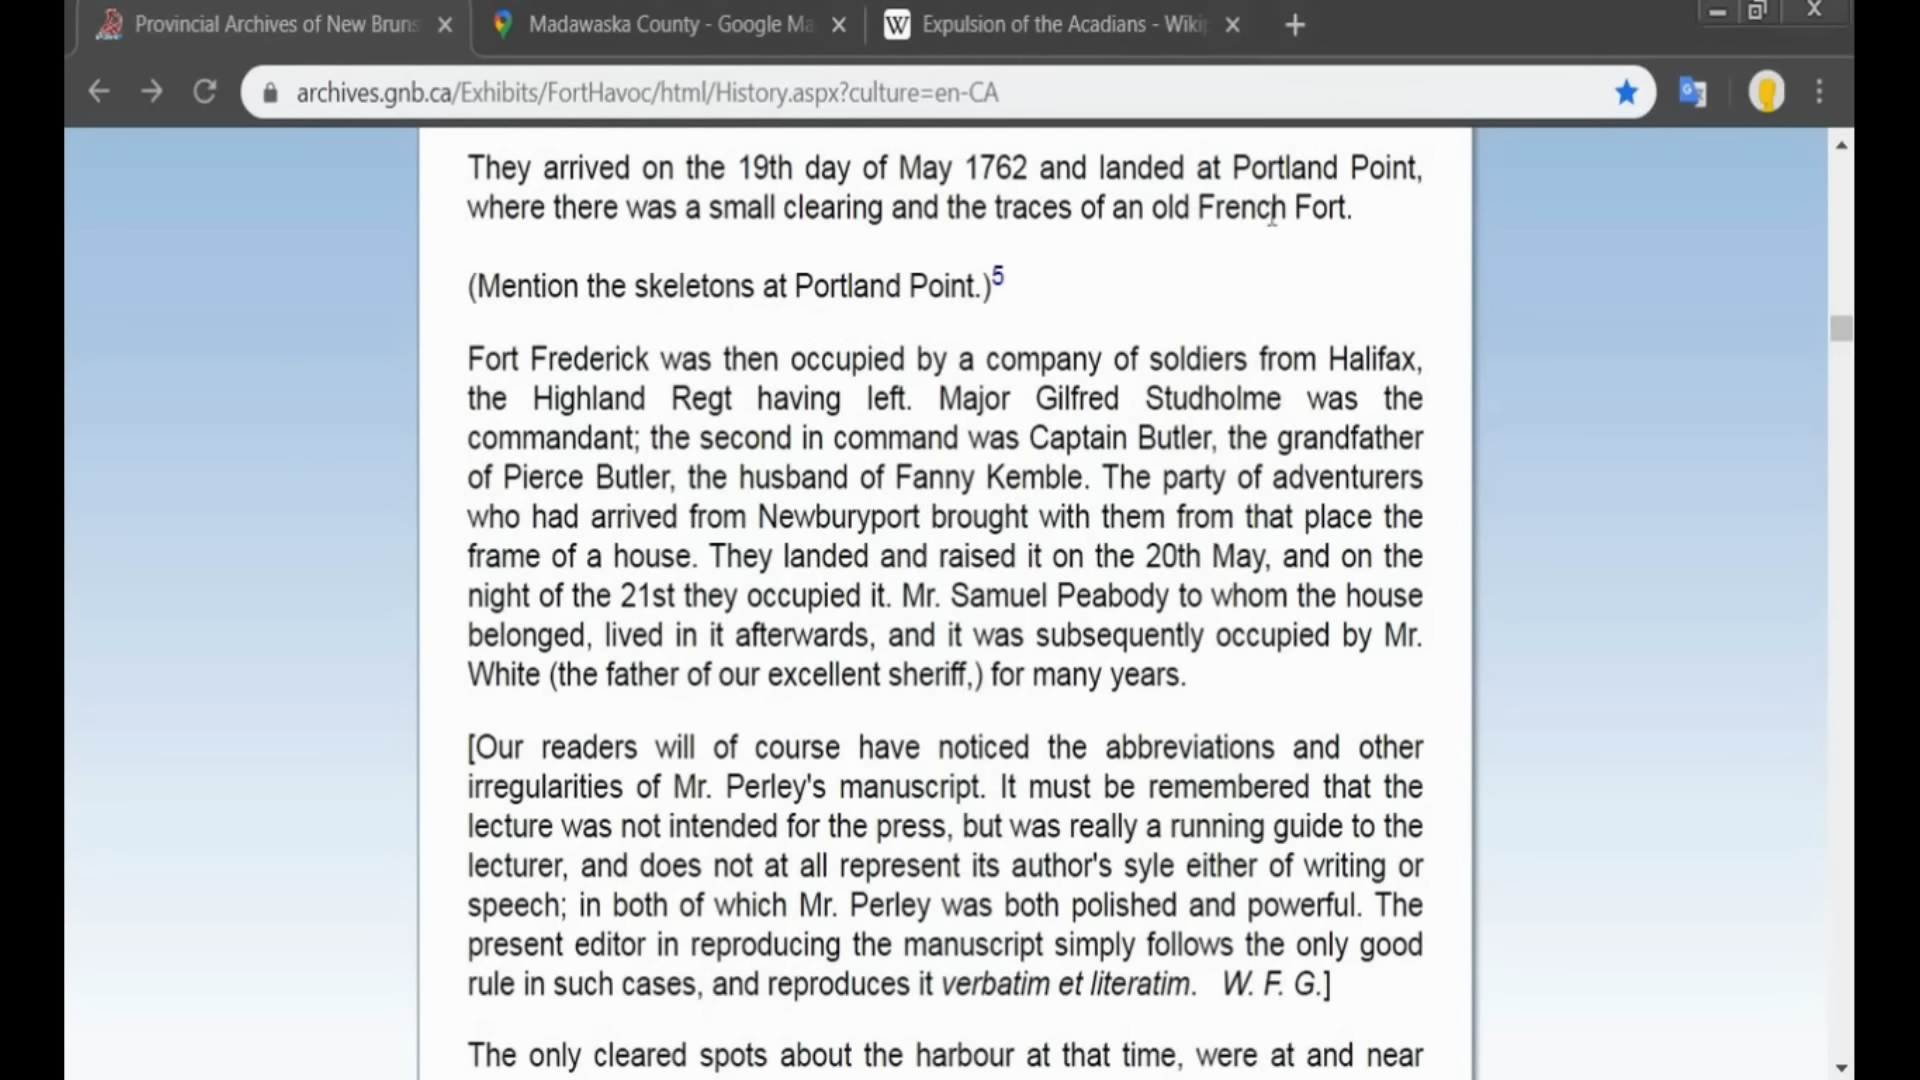 Provincial Archives of New Bruns
Madawaska County - Google Ma
W Expulsion of the Acadians - Wiki
archives.gnb.ca/Exhibits/FortHavoc/html/History.aspx?culture=en-CA
They arrived on the 19th day of May 1762 and landed at Portland Point,
where there was a small clearing and the traces of an old French Fort.
(Mention the skeletons at Portland Point.)5
Fort Frederick was then occupied by a company of soldiers from Halifax,
the Highland Regt having left. Major Gilfred Studholme was the
commandant; the second in command was Captain Butler, the grandfather
of Pierce Butler, the husband of Fanny Kemble. The party of adventurers
who had arrived from Newburyport brought with them from that place the
frame of a house. They landed and raised it on the 20th May, and on the
night of the 21st they occupied it. Mr. Samuel Peabody to whom the house
belonged, lived in it afterwards, and it was subsequently occupied by Mr.
White (the father of our excellent sheriff,) for many years.
[Our readers will of course have noticed the abbreviations and other
irregularities of Mr. Perley's manuscript. It must be remembered that the
lecture was not intended for the press, but was really a running guide to the
lecturer, and does not at all represent its author's syle either of writing or
speech; in both of which Mr. Perley was both polished and powerful. The
present editor in reproducing the manuscript simply follows the only good
rule in such cases, and reproduces it verbatim et literatim. W. F. G.]
The only cleared spots about the harbour at that time, were at and near